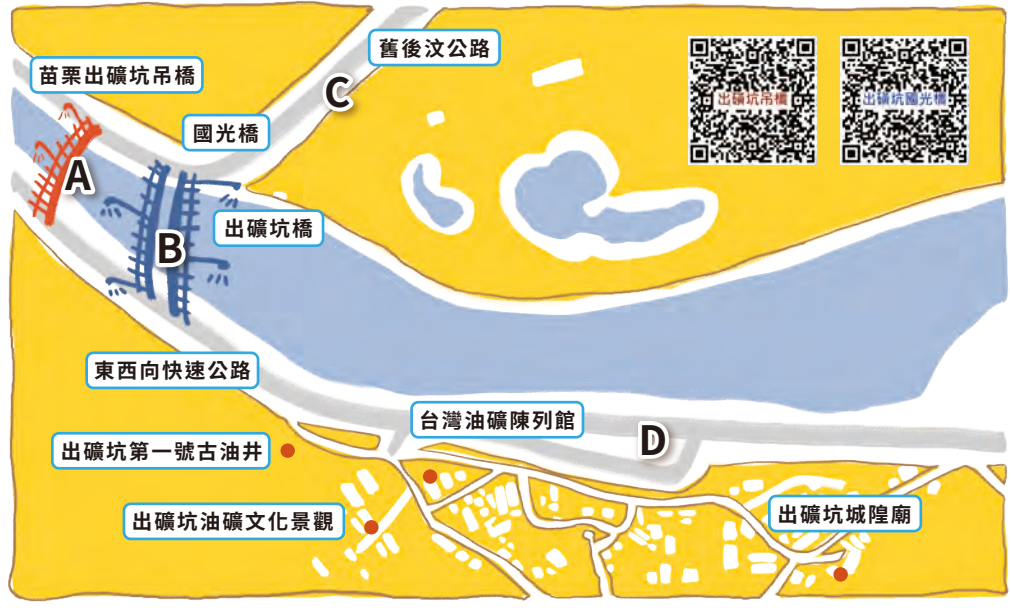 舊後汶公路
苗栗出礦坑吊橋
C
出礦坑吊橋
出礦坑國光橋
國光橋
A
出礦坑橋
B
東西向快速公路
台灣油礦陳列館
D
出礦坑第一號古油井
出礦坑油礦文化景觀
出礦坑城隍廟